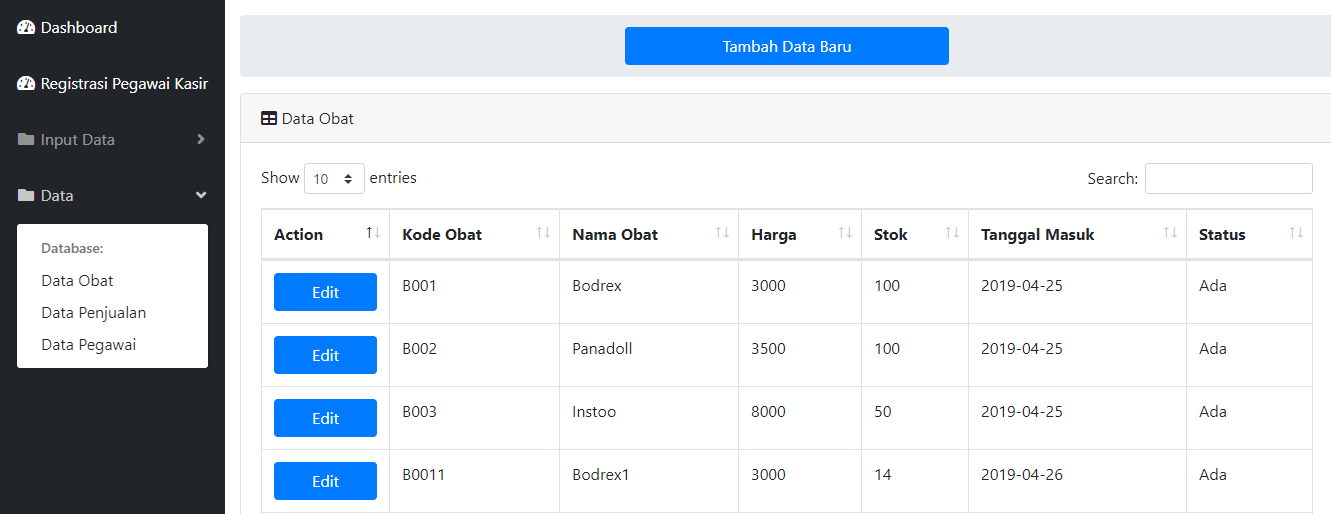 Dashboard
Registrasi Pegawai Kasir
Input Data
Data
Database:
Data Obat
Data Penjualan
Data Pegawai
Tambah Data Baru
Data Obat
Show 10 entries
Search:
Action Kode Obat Nama Obat Harga Stok Tanggal Masuk Status
Edit B001 Bodrex 3000 100 2019-04-25 Ada
Edit B002 Panadoll 3500 100 2019-04-25 Ada
Edit B003 Instoo 8000 50 2019-04-25 Ada
Edit B0011 Bodrex1 3000 14 2019-04-26 Ada